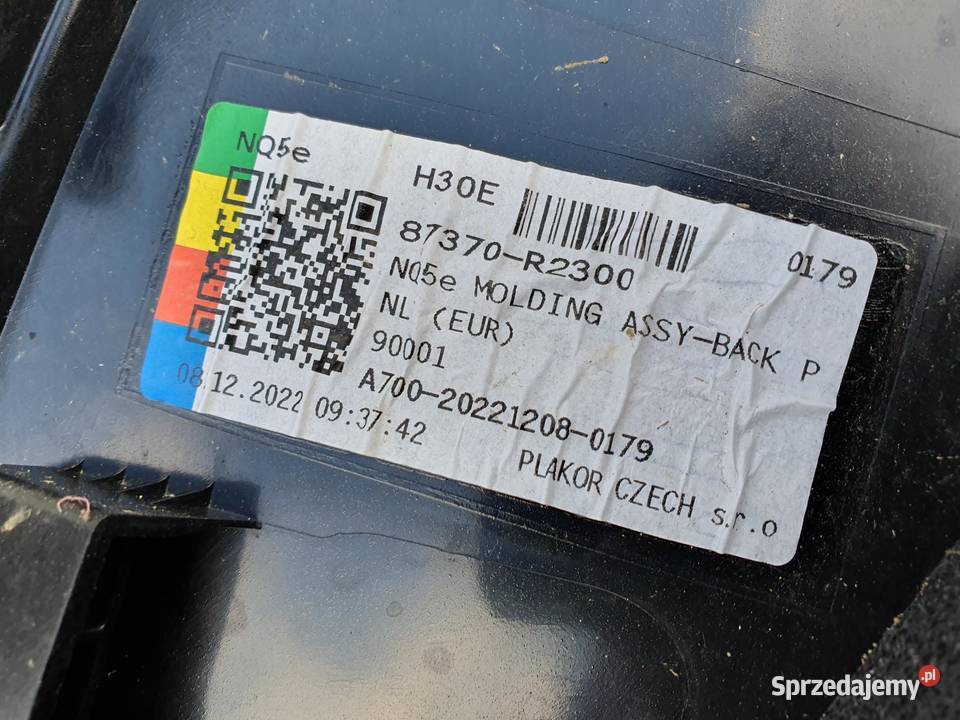 NQ5e
H30E
0179
87370-R2300
NQ5e MOLDING ASSY-BACK P
NL (EUR)
90001
A700-20221208-0179
08.12.2022 09:37:42
PLAKOR CZECH s.r.o
Sprzedajemy.pl